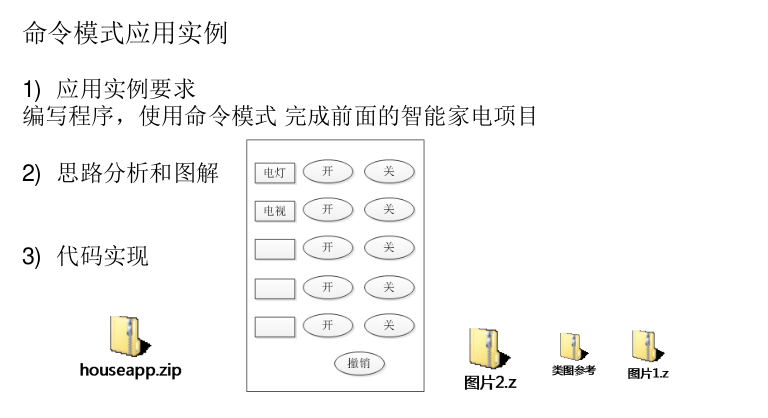 命令模式应用实例
1) 应用实例要求
编写程序，使用命令模式 完成前面的智能家电项目
2) 思路分析和图解
电灯 开 关
电视 开 关
开 关
开 关
开 关
撤销
3) 代码实现
houseapp.zip
图片2.z
类图参考
图片1.z